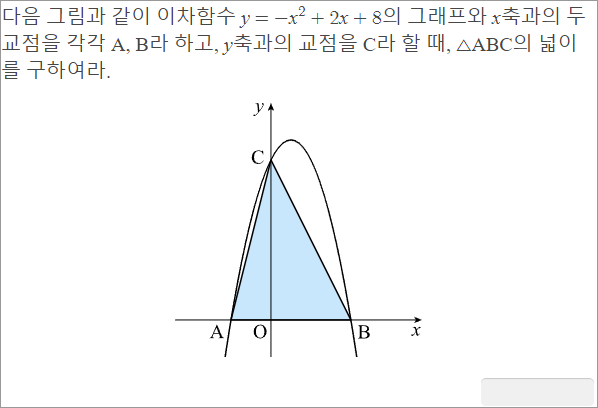 다음 그림과 같이 이차함수 y = −x² + 2x + 8의 그래프와 x축과의 두
교점을 각각 A, B라 하고, y축과의 교점을 C라 할 때, △ABC의 넓이
를 구하여라.
y
C
A O B x